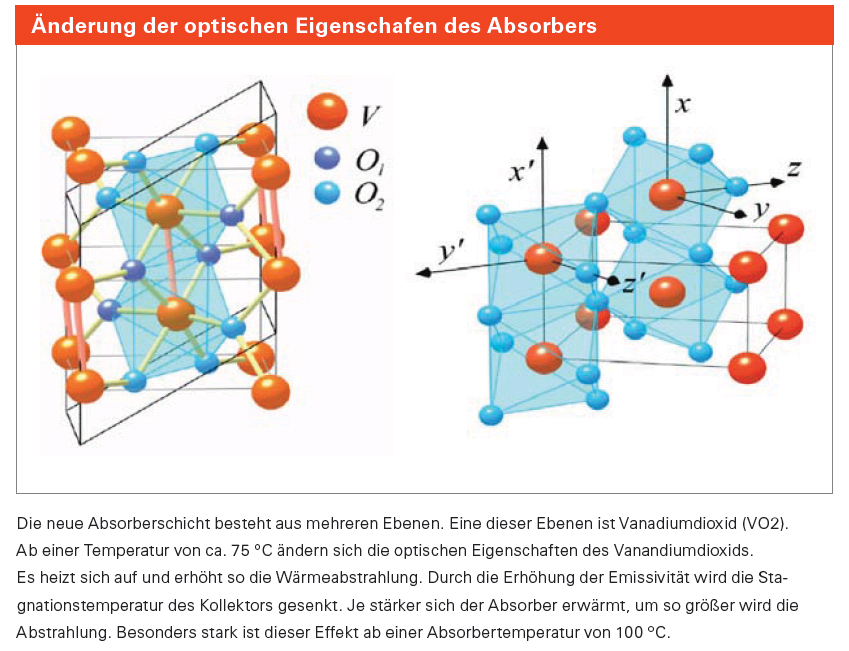 Änderung der optischen Eigenschafen des Absorbers
V
O1
O2
x
z
y
x'
y'
z'
Die neue Absorberschicht besteht aus mehreren Ebenen. Eine dieser Ebenen ist Vanadiumdioxid (VO2).
Ab einer Temperatur von ca. 75 ºC ändern sich die optischen Eigenschaften des Vanandiumdioxids.
Es heizt sich auf und erhöht so die Wärmeabstrahlung. Durch die Erhöhung der Emissivität wird die Sta-
gnationstemperatur des Kollektors gesenkt. Je stärker sich der Absorber erwärmt, um so größer wird die
Abstrahlung. Besonders stark ist dieser Effekt ab einer Absorbertemperatur von 100 ºC.